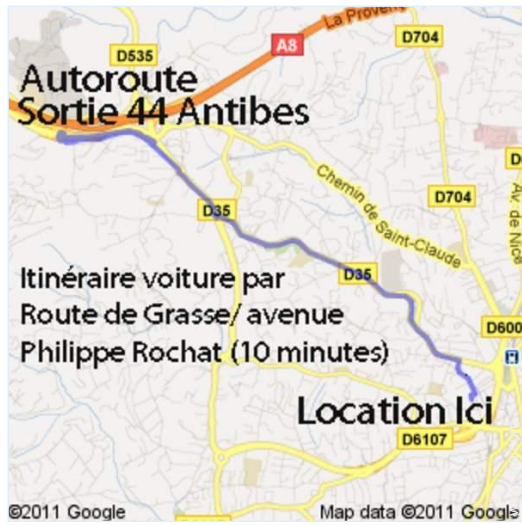 La Proven
D535
A8
D704
Autoroute
Sortie 44 Antibes
Chemin de Saint-Claude
D704
Av. de Nice
D35
D35
Itinéraire voiture par
Route de Grasse/ avenue
Philippe Rochat (10 minutes)
D600
Location Ici
D6107
©2011 Google
Map data ©2011 Google